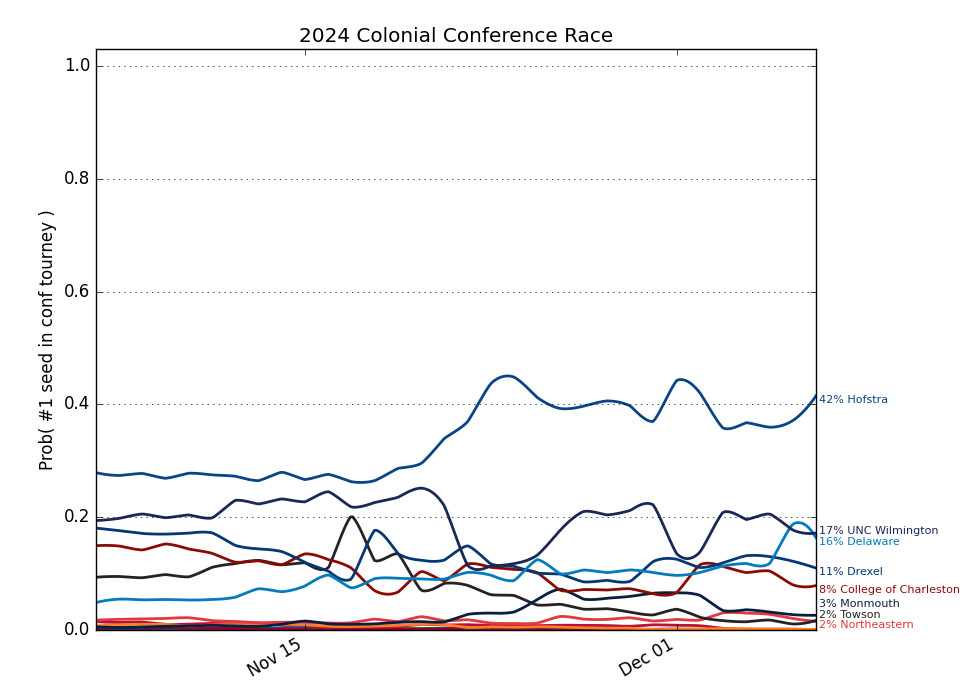 2024 Colonial Conference Race
Prob( #1 seed in conf tourney )
1.0
0.8
0.6
0.4
0.2
0.0
Nov 15
Dec 01
42% Hofstra
17% UNC Wilmington
16% Delaware
11% Drexel
8% College of Charleston
3% Monmouth
2% Towson
2% Northeastern